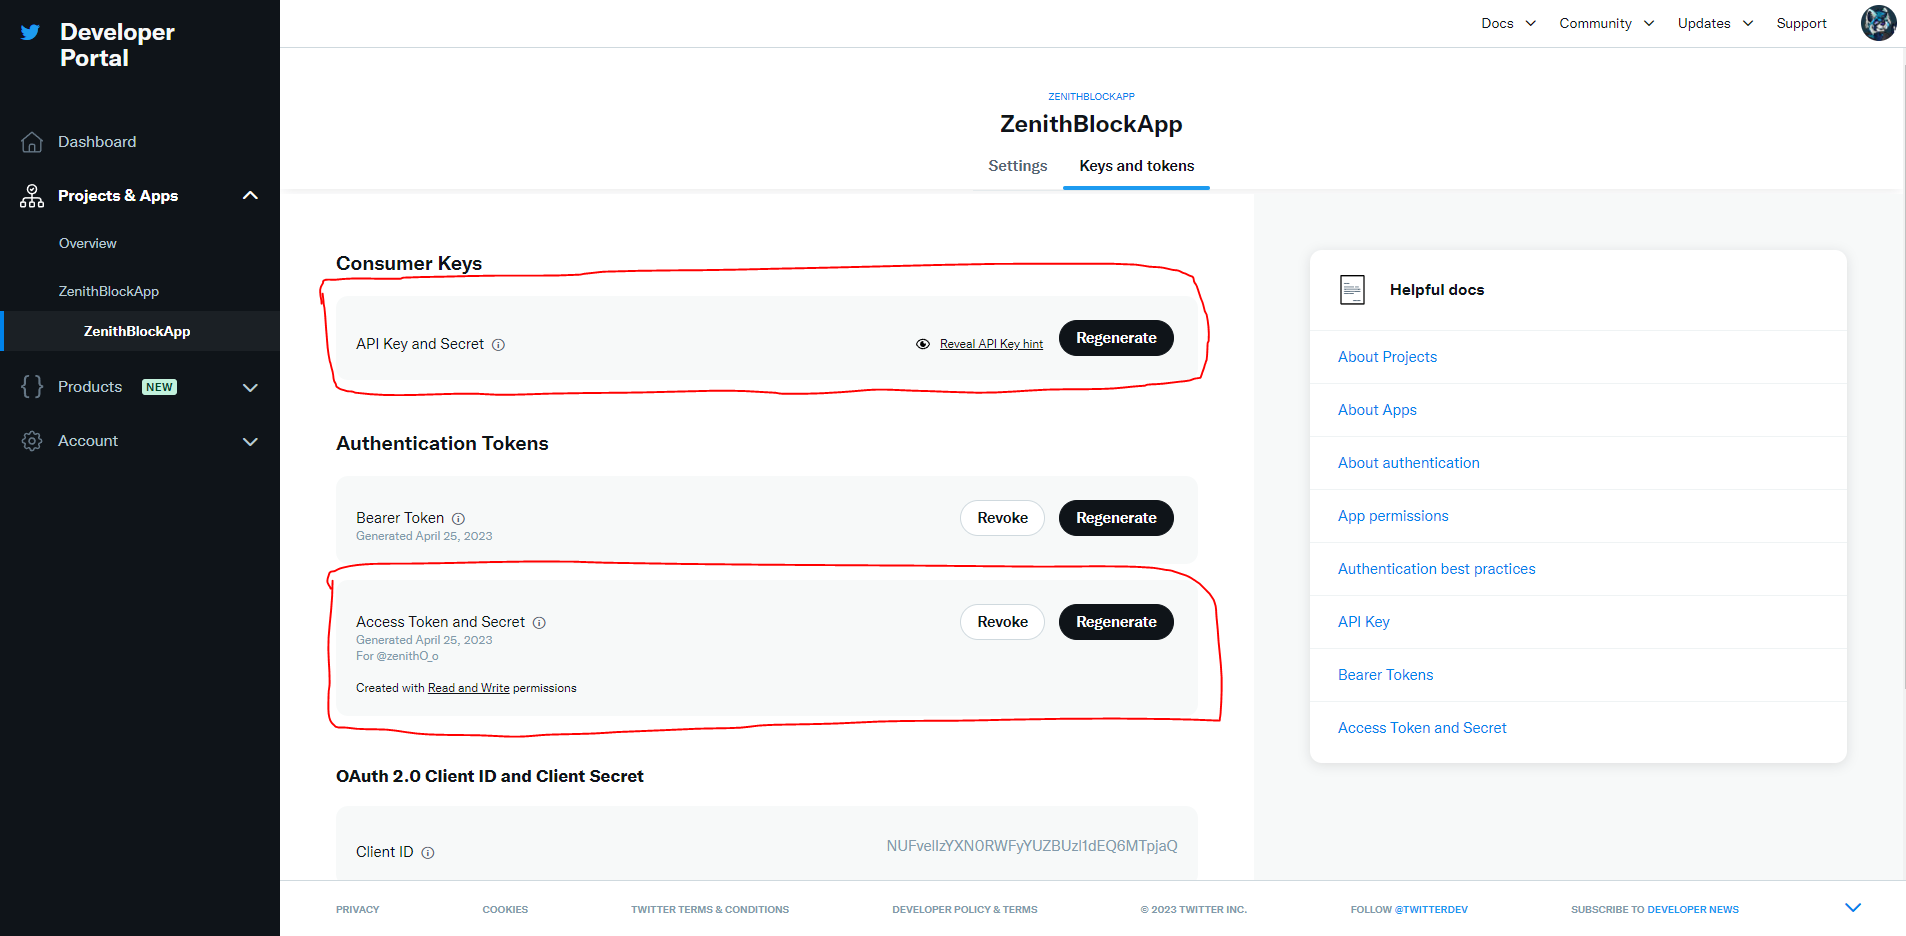 Developer
Portal
Docs
Community
Updates
Support
Dashboard
Projects & Apps
Overview
ZenithBlockApp
ZenithBlockApp
Products NEW
Account
ZENITHBLOCKAPP
ZenithBlockApp
Settings
Keys and tokens
Consumer Keys
API Key and Secret
Reveal API Key hint
Regenerate
Authentication Tokens
Bearer Token
Generated April 25, 2023
Revoke
Regenerate
Access Token and Secret
Generated April 25, 2023
For @zenithO_o
Created with Read and Write permissions
Revoke
Regenerate
OAuth 2.0 Client ID and Client Secret
Client ID
Helpful docs
About Projects
About Apps
About authentication
App permissions
Authentication best practices
API Key
Bearer Tokens
Access Token and Secret
PRIVACY
COOKIES
TWITTER TERMS & CONDITIONS
DEVELOPER POLICY & TERMS
© 2023 TWITTER INC.
FOLLOW @TWITTERDEV
SUBSCRIBE TO DEVELOPER NEWS